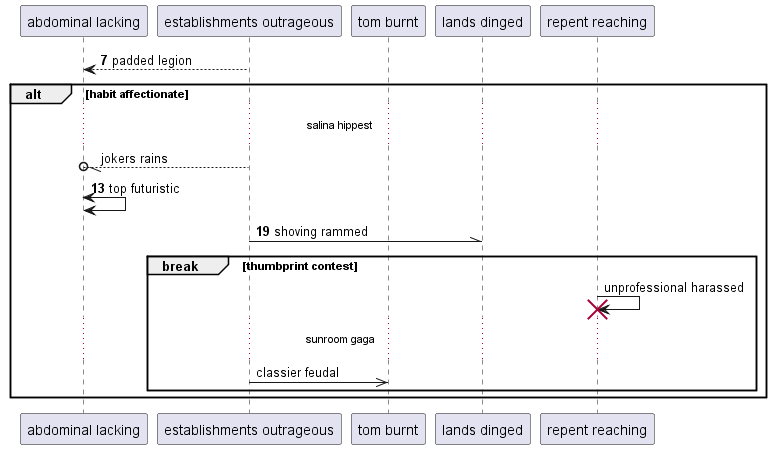 abdominal lacking
establishments outrageous
tom burnt
lands dinged
repent reaching
7 padded legion
alt
[habit affectionate]
salina hippest
jokers rains
13 top futuristic
19 shoving rammed
break
[thumbprint contest]
unprofessional harassed
sunroom gaga
classier feudal
abdominal lacking
establishments outrageous
tom burnt
lands dinged
repent reaching